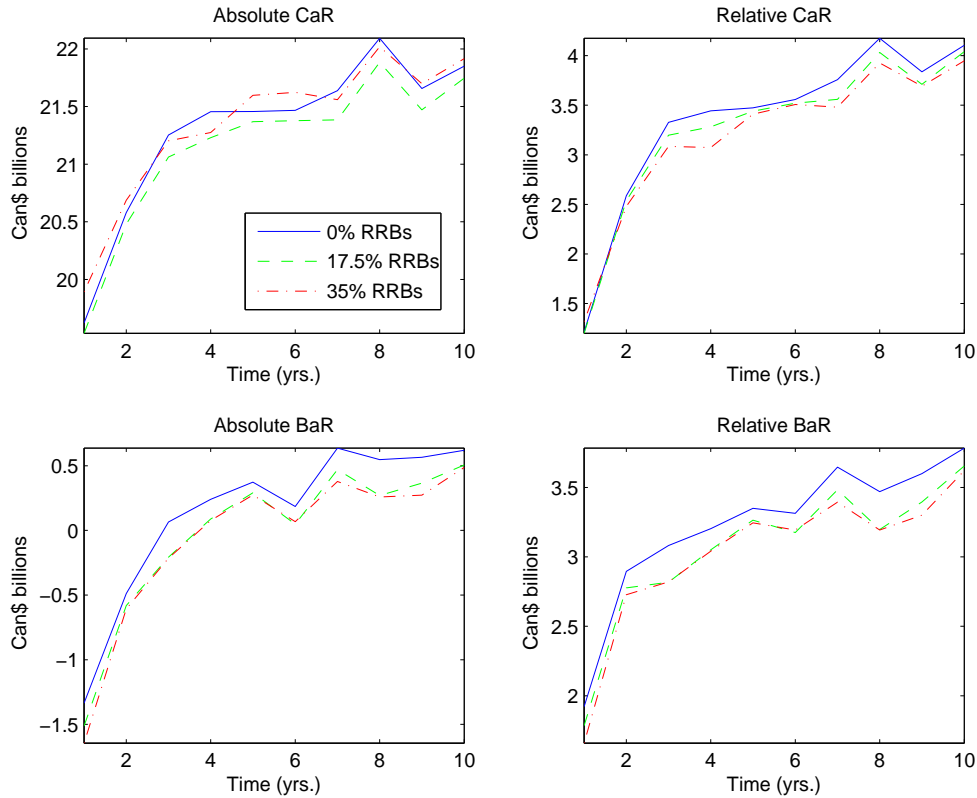 Absolute CaR
22
21.5
21
20.5
20
Can$ billions
0% RRBs
17.5% RRBs
35% RRBs
2
4
6
8
10
Time (yrs.)
Relative CaR
4
3.5
3
2.5
2
1.5
Can$ billions
2
4
6
8
10
Time (yrs.)
Absolute BaR
0.5
0
−0.5
−1
−1.5
Can$ billions
2
4
6
8
10
Time (yrs.)
Relative BaR
3.5
3
2.5
2
Can$ billions
2
4
6
8
10
Time (yrs.)